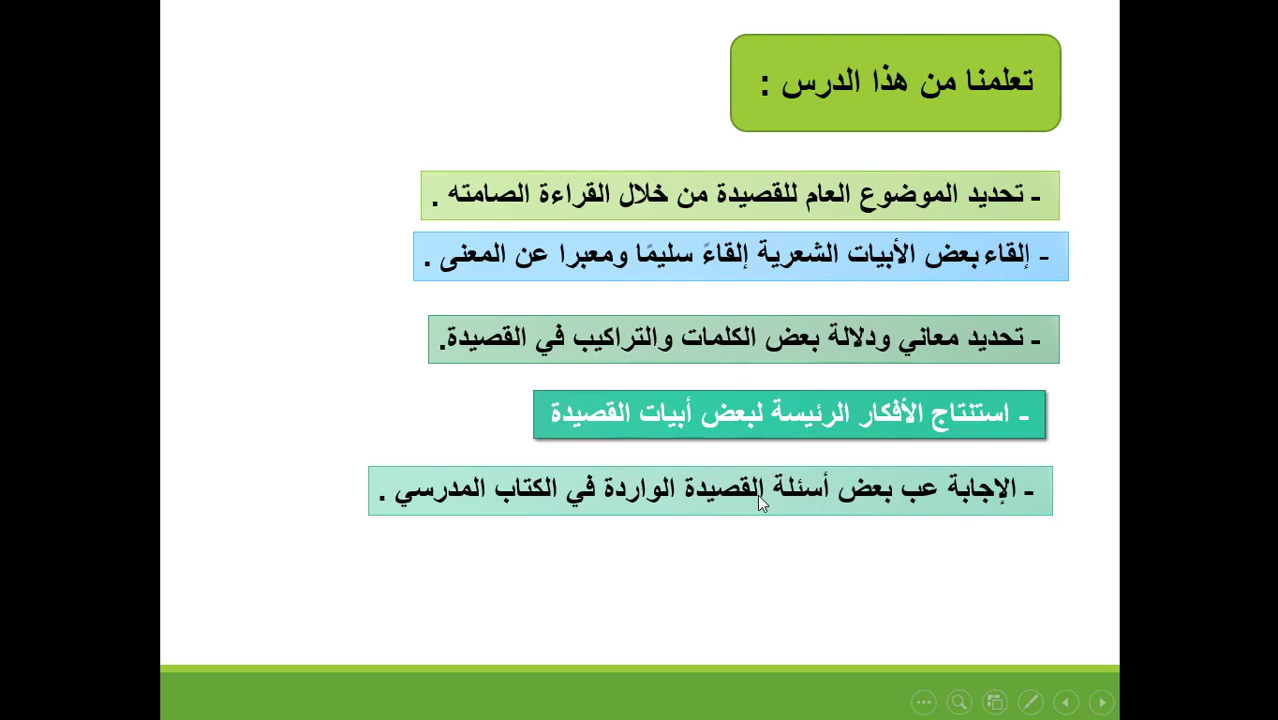 تعلمنا من هذا الدرس :
- تحديد الموضوع العام للقصيدة من خلال القراءة الصامته .
- إلقاء بعض الأبيات الشعرية إلقاءً سليمًا ومعبرا عن المعنى .
- تحديد معاني ودلالة بعض الكلمات والتراكيب في القصيدة.
- استنتاج الأفكار الرئيسة لبعض أبيات القصيدة
- الإجابة عب بعض أسئلة القصيدة الواردة في الكتاب المدرسي .